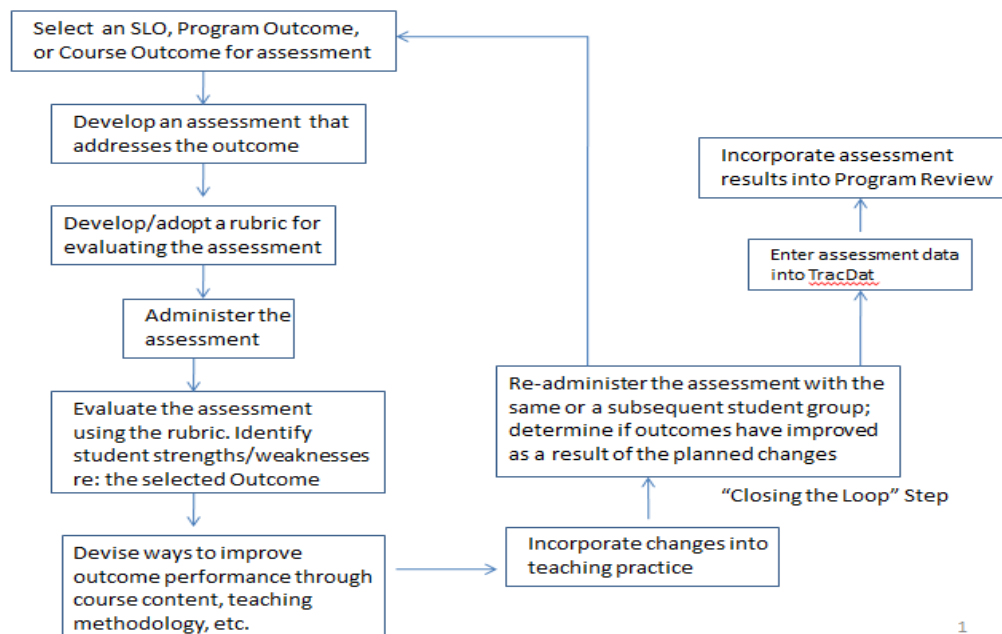 Select an SLO, Program Outcome,
or Course Outcome for assessment
Develop an assessment that
addresses the outcome
Develop/adopt a rubric for
evaluating the assessment
Administer the
assessment
Evaluate the assessment
using the rubric. Identify
student strengths/weaknesses
re: the selected Outcome
Devise ways to improve
outcome performance through
course content, teaching
methodology, etc.
Incorporate changes into
teaching practice
Re-administer the assessment with the
same or a subsequent student group;
determine if outcomes have improved
as a result of the planned changes
“Closing the Loop” Step
Enter assessment data
into TracDat
Incorporate assessment
results into Program Review
1